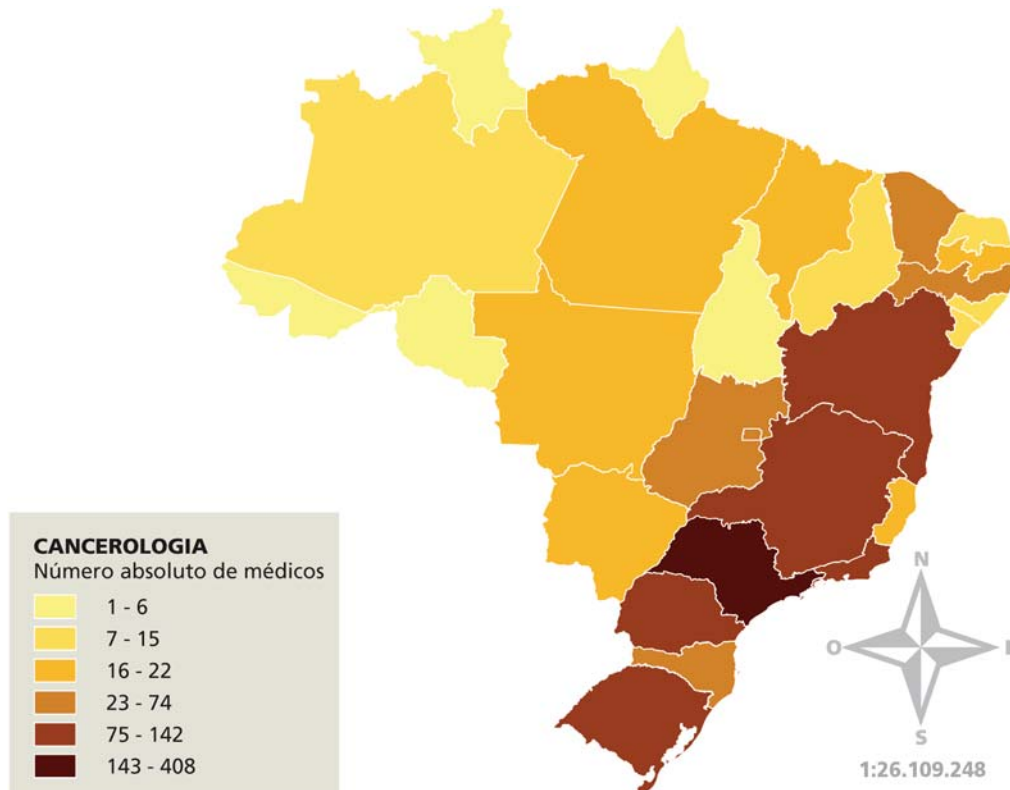 CANCEROLOGIA
Número absoluto de médicos
1 - 6
7 - 15
16 - 22
23 - 74
75 - 142
143 - 408
N
O
S
1:26.109.248